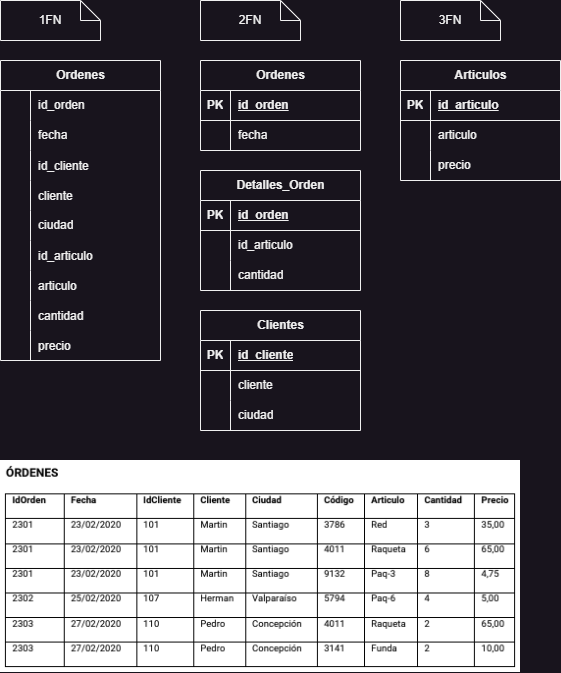 1FN
2FN
3FN
Ordenes
id_orden
fecha
id_cliente
cliente
ciudad
id_articulo
articulo
cantidad
precio
Ordenes
PK id_orden
fecha
Detalles_Orden
PK id_orden
id_articulo
cantidad
Clientes
PK id_cliente
cliente
ciudad
Articulos
PK id_articulo
articulo
precio
ÓRDENES
IdOrden Fecha IdCliente Cliente Ciudad Código Artículo Cantidad Precio
2301 23/02/2020 101 Martin Santiago 3786 Red 3 35,00
2301 23/02/2020 101 Martin Santiago 4011 Raqueta 6 65,00
2301 23/02/2020 101 Martin Santiago 9132 Paq-3 8 4,75
2302 25/02/2020 107 Herman Valparaíso 5794 Paq-6 4 5,00
2303 27/02/2020 110 Pedro Concepción 4011 Raqueta 2 65,00
2303 27/02/2020 110 Pedro Concepción 3141 Funda 2 10,00